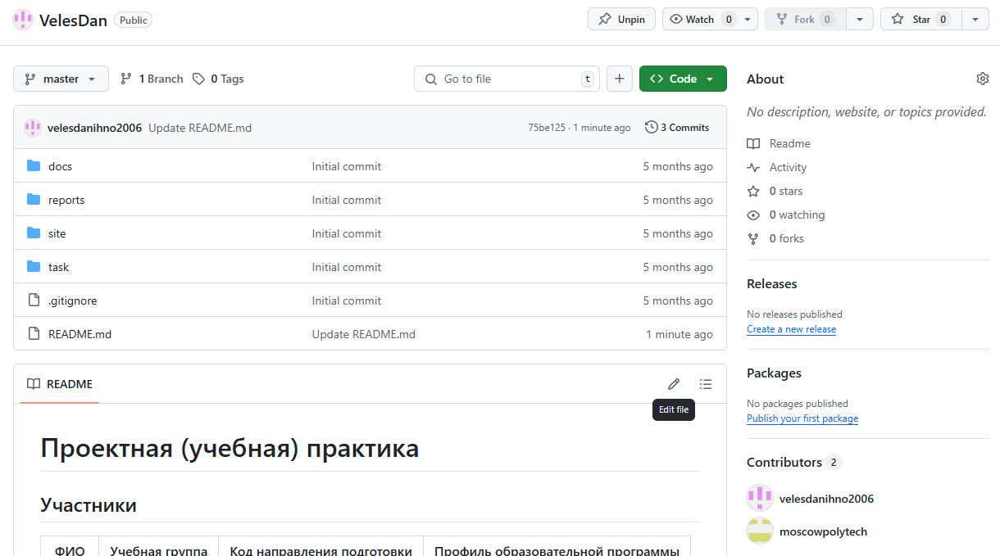 VelesDan Public Unpin Watch 0 Fork 0 Star 0
master 1 Branch 0 Tags Go to file t Code
velesdanihno2006 Update README.md 75be125 · 1 minute ago 3 Commits
docs Initial commit 5 months ago
reports Initial commit 5 months ago
site Initial commit 5 months ago
task Initial commit 5 months ago
.gitignore Initial commit 5 months ago
README.md Update README.md 1 minute ago
README
Edit file
Проектная (учебная) практика
Участники
ФИО Учебная группа Код направления подготовки Профиль образовательной программы
About
No description, website, or topics provided.
Readme
Activity
0 stars
0 watching
0 forks
Releases
No releases published
Create a new release
Packages
No packages published
Publish your first package
Contributors 2
velesdanihno2006
moscowpolytech